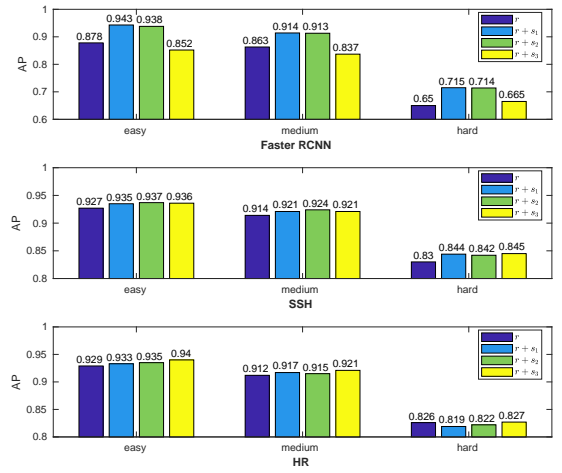 1
0.943
0.938
0.914
0.913
0.9
0.878
0.863
0.852
0.837
0.8
0.715
0.714
0.7
0.65
0.665
0.6
AP
r
r + s₁
r + s₂
r + s₃
easy
medium
hard
Faster RCNN
1
0.95
0.927
0.935
0.937
0.936
0.914
0.921
0.924
0.921
0.9
0.85
0.83
0.844
0.842
0.845
0.8
AP
r
r + s₁
r + s₂
r + s₃
easy
medium
hard
SSH
1
0.95
0.929
0.933
0.935
0.94
0.912
0.917
0.915
0.921
0.9
0.85
0.826
0.819
0.822
0.827
0.8
AP
r
r + s₁
r + s₂
r + s₃
easy
medium
hard
HR